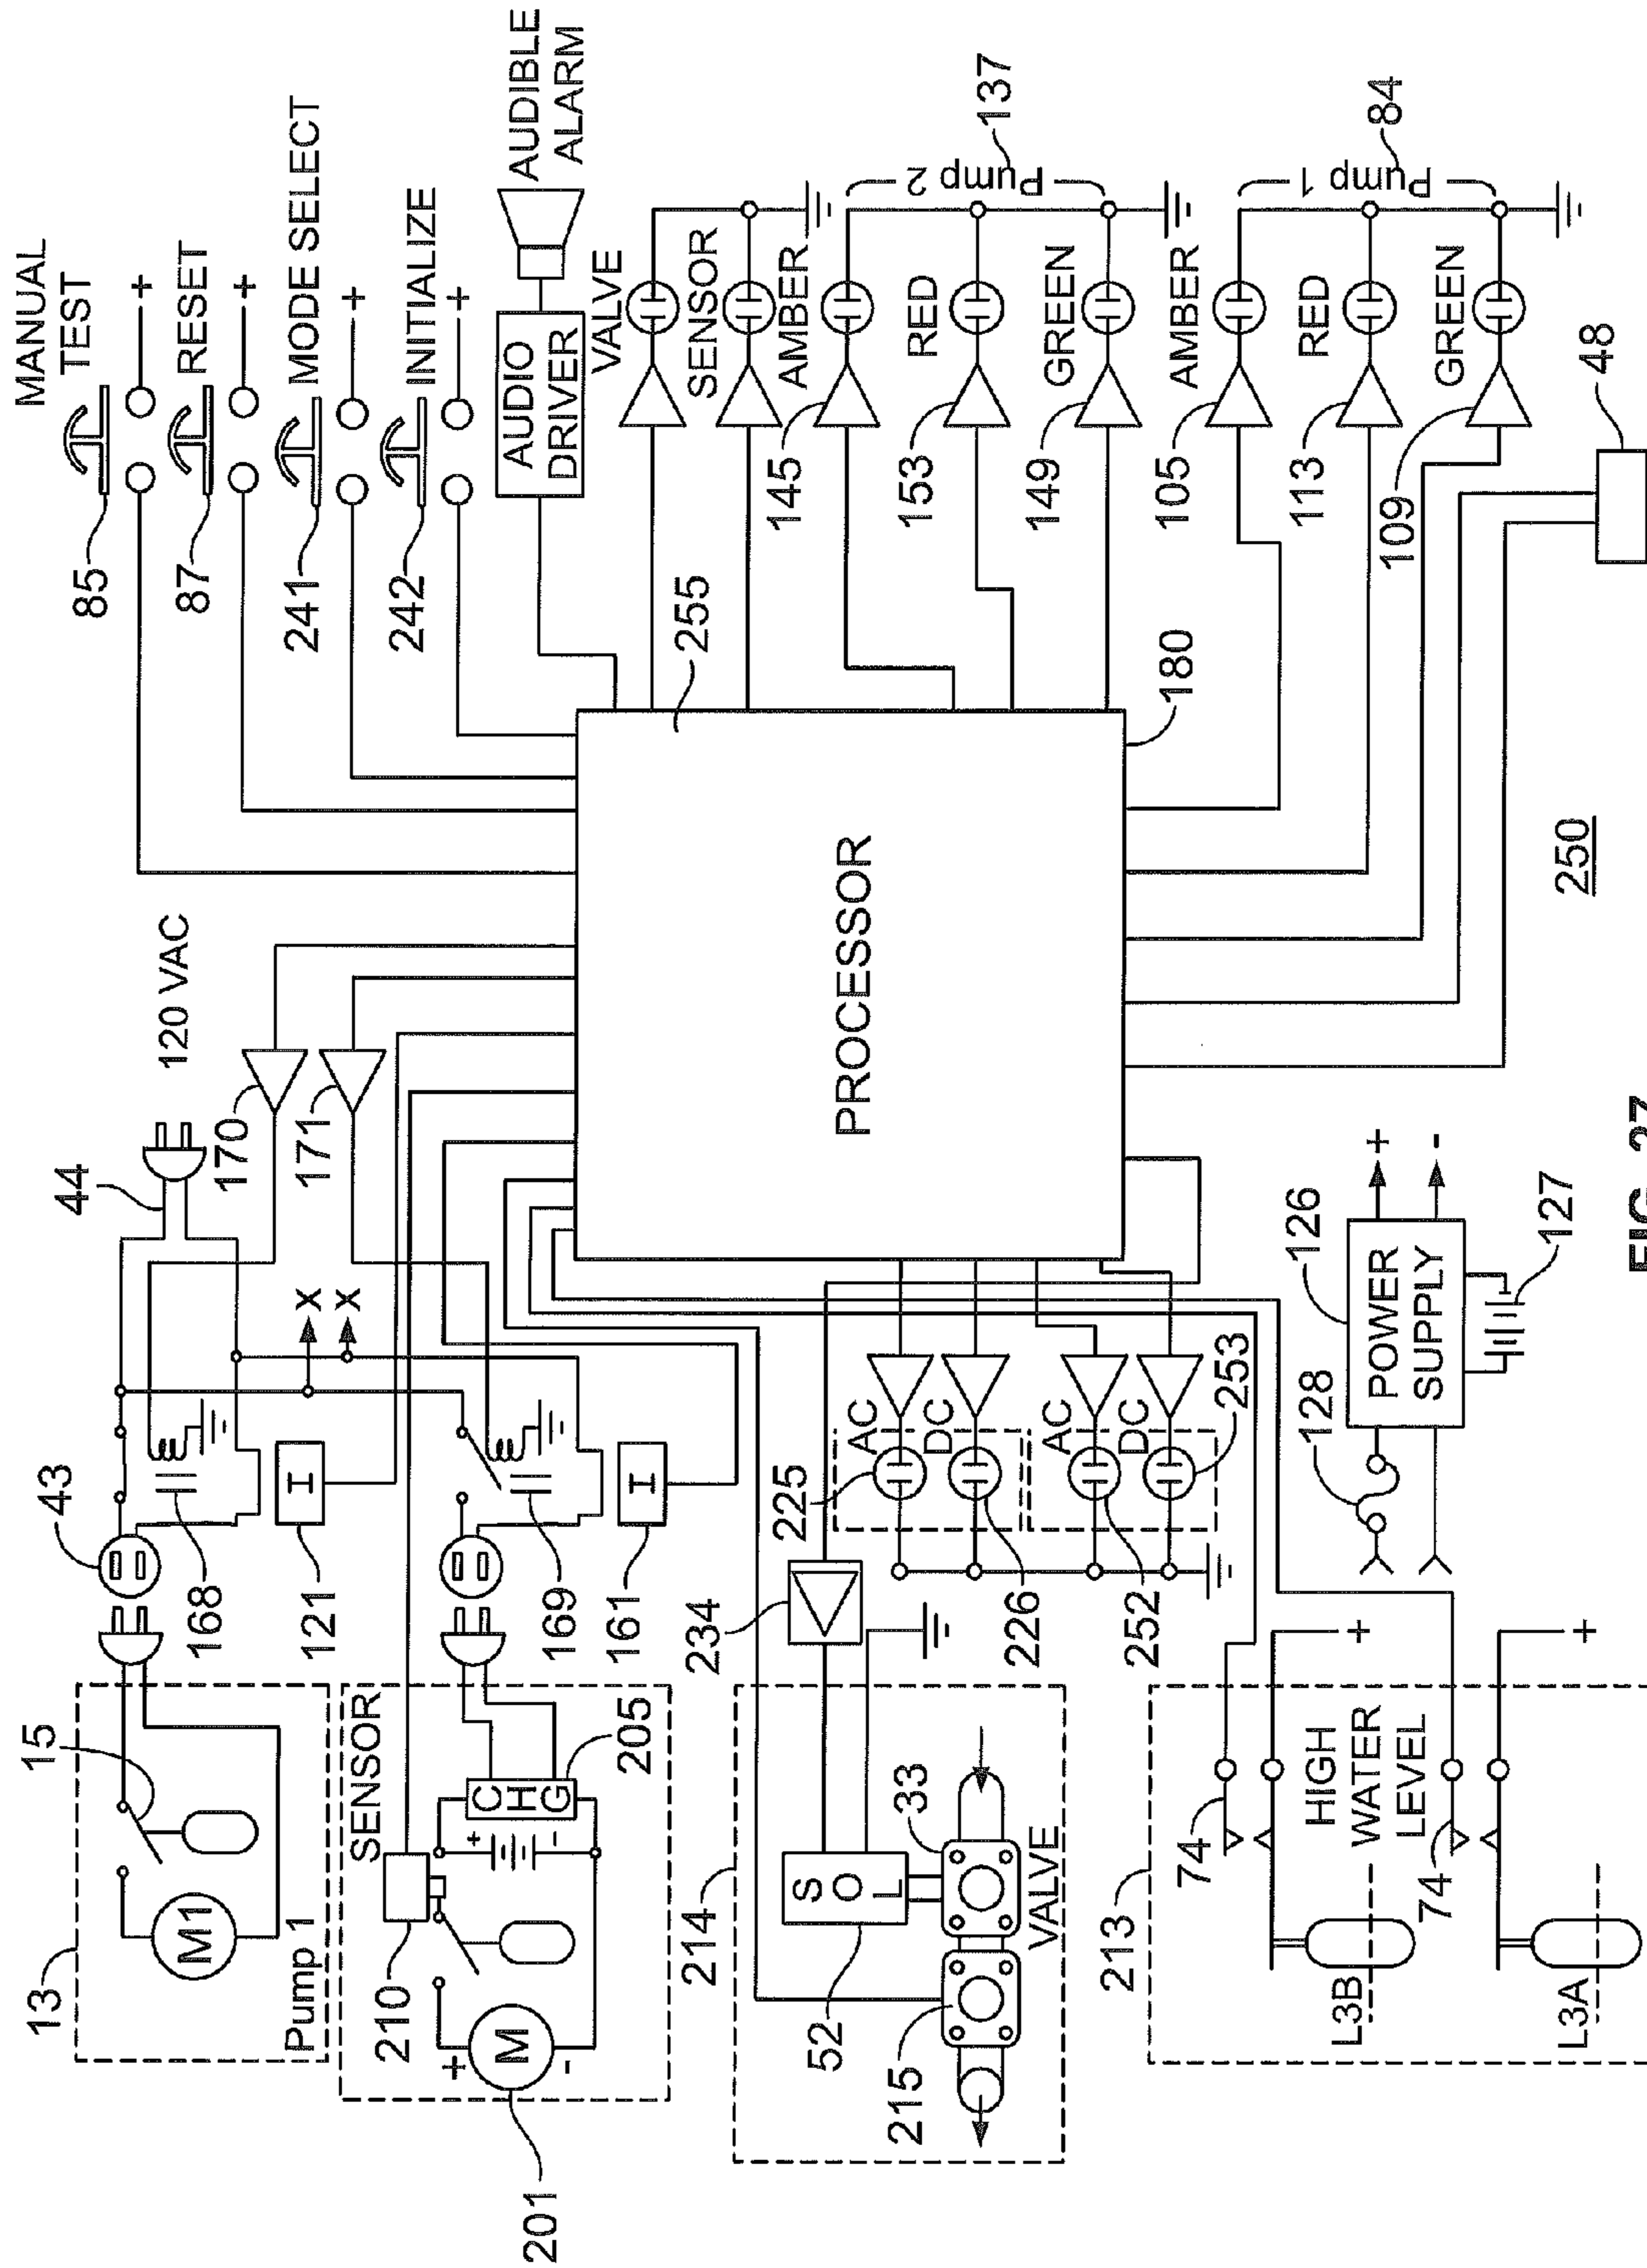 MANUAL
TEST
85
RESET
87
MODE SELECT
241
INITIALIZE
242
AUDIO
DRIVER
AUDIBLE
ALARM
VALVE
SENSOR
AMBER
145
RED
153
GREEN
149
Pump 2
137
AMBER
105
RED
113
GREEN
109
Pump 1
84
48
255
PROCESSOR
180
250
120 VAC
44
170
171
X
X
43
168
I
121
169
I
161
13
15
M1
Pump 1
SENSOR
210
CHG
205
M
+
-
+
-
201
214
234
SOL
52
33
215
VALVE
225
AC
DC
226
AC
DC
252
253
213
74
HIGH
WATER
LEVEL
74
L3B
L3A
+
+
128
126
POWER
SUPPLY
127
+
-
+
+
+
+
FIG. 27